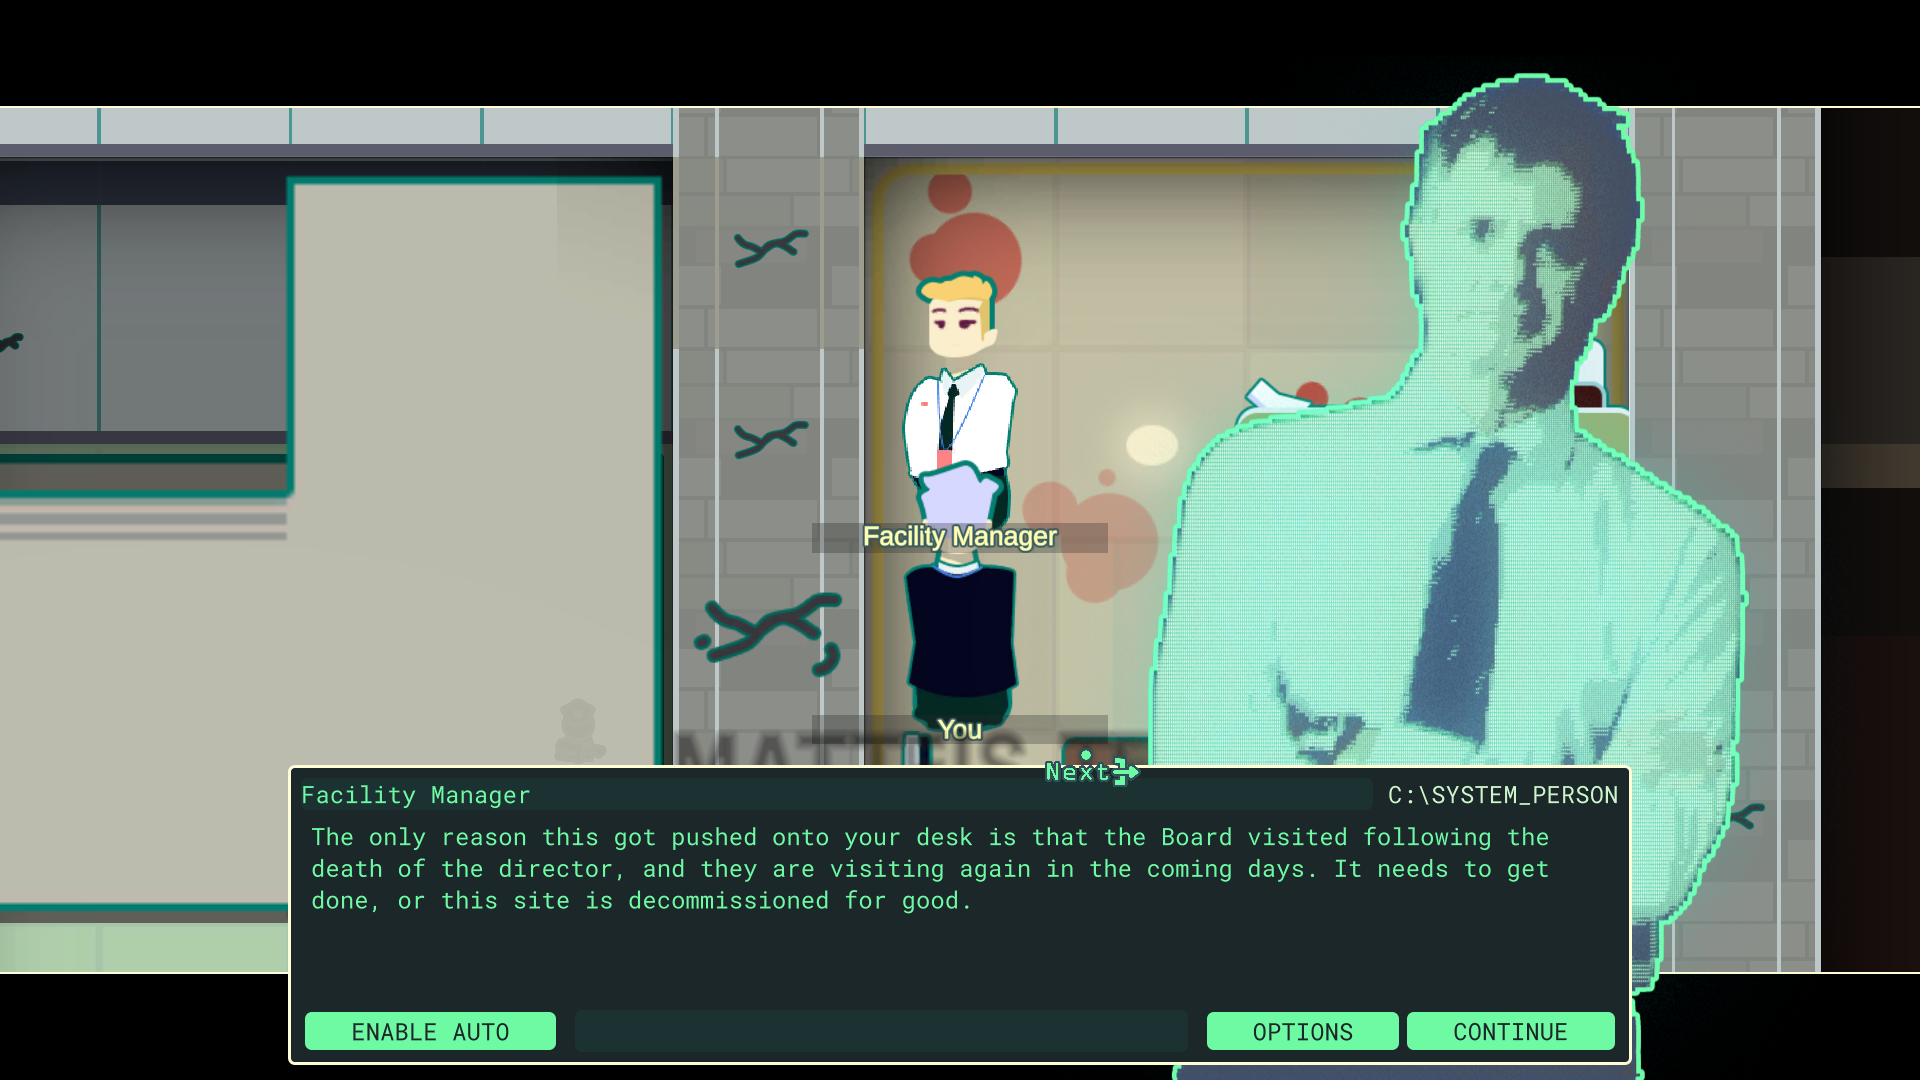 Facility Manager
You
Next
Facility Manager
C:\SYSTEM_PERSON
The only reason this got pushed onto your desk is that the Board visited following the
death of the director, and they are visiting again in the coming days. It needs to get
done, or this site is decommissioned for good.
ENABLE AUTO
OPTIONS
CONTINUE